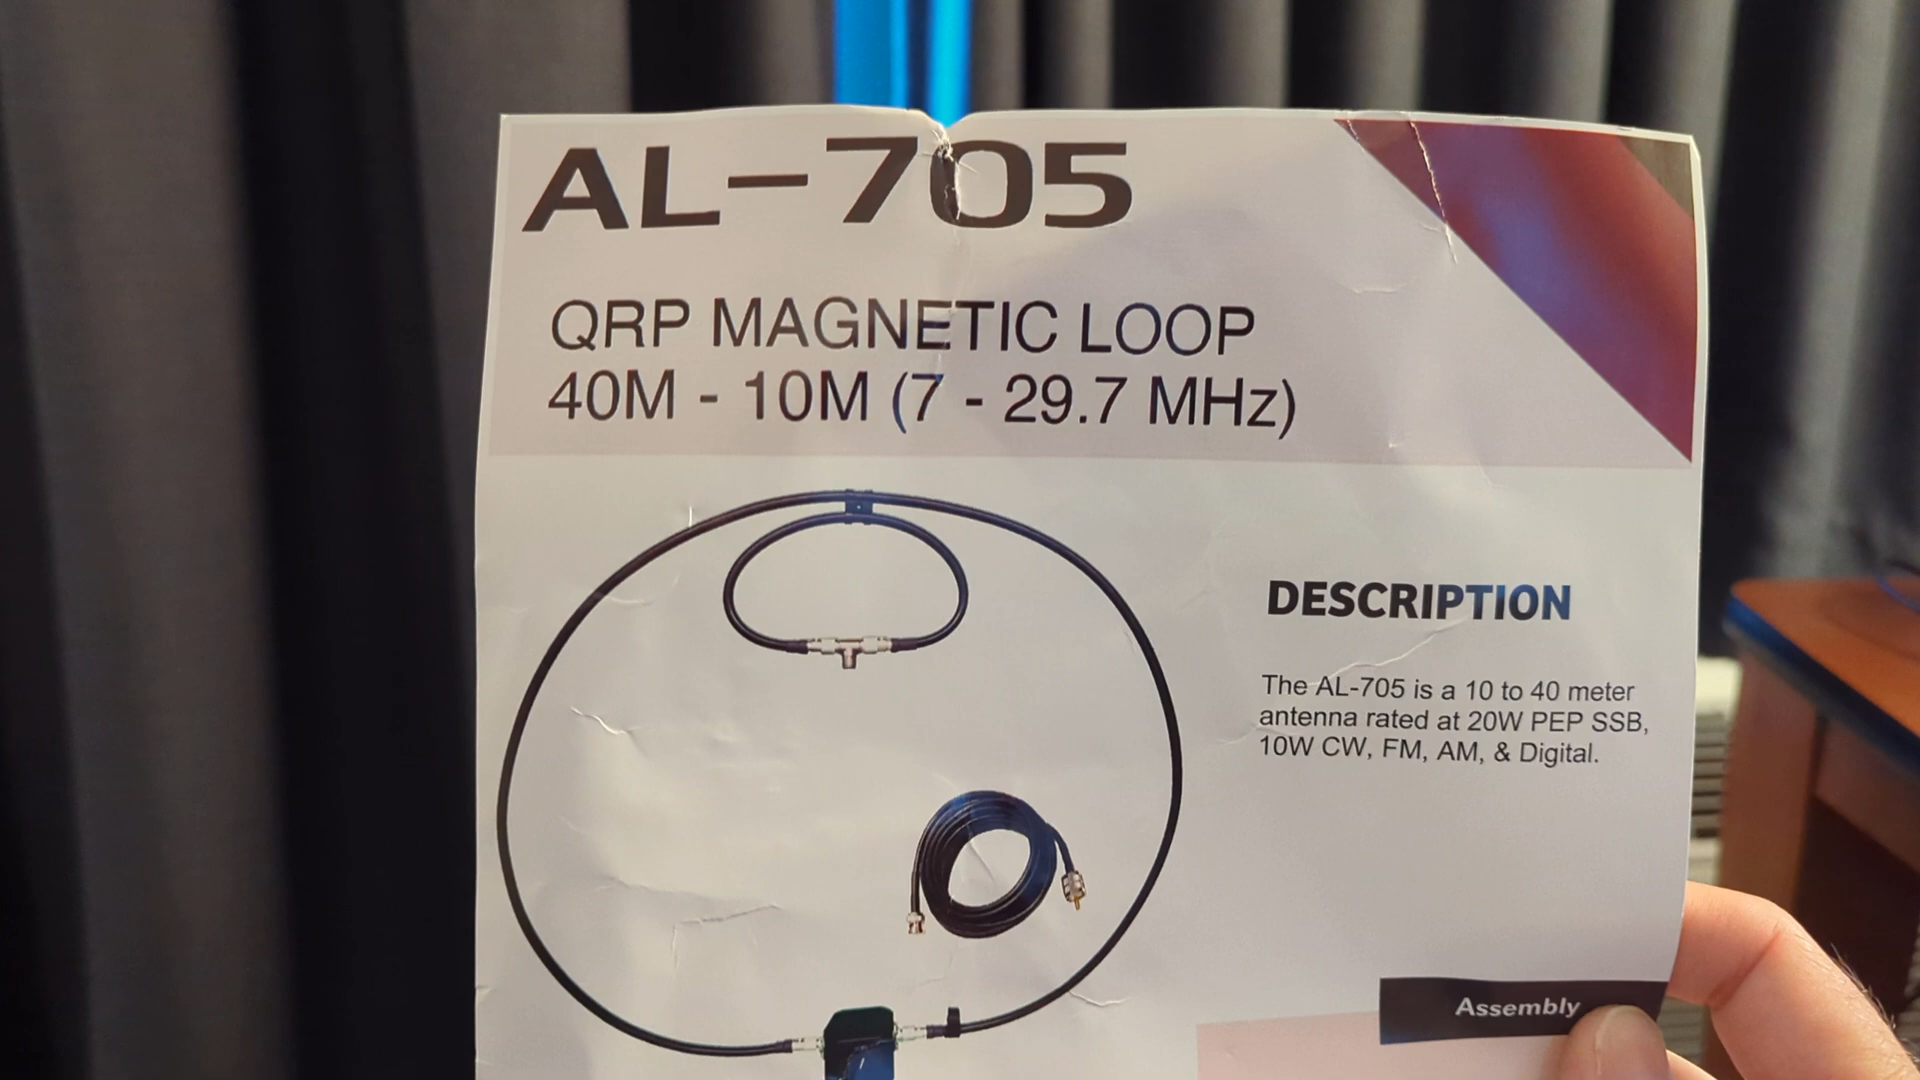 AL-705
QRP MAGNETIC LOOP
40M - 10M (7 - 29.7 MHz)
DESCRIPTION
The AL-705 is a 10 to 40 meter
antenna rated at 20W PEP SSB,
10W CW, FM, AM, & Digital.
Assembly